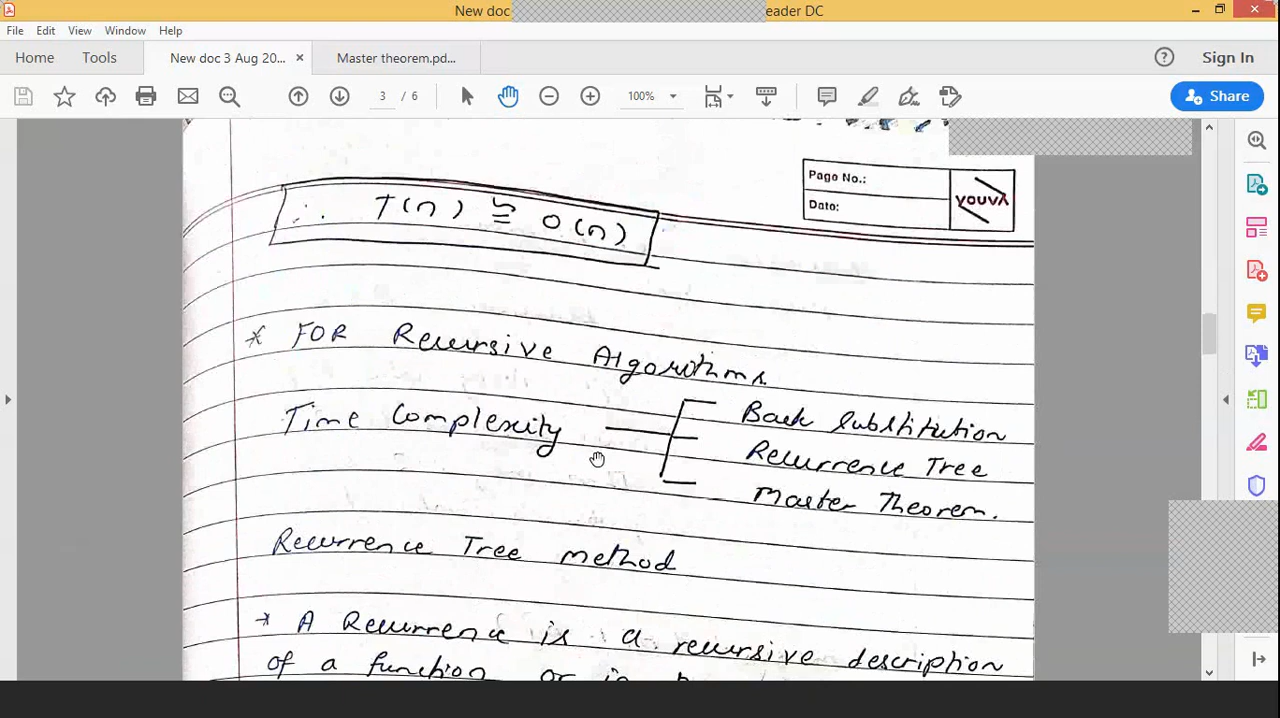 New doc eader DC
File Edit View Window Help
Home Tools New doc 3 Aug 20... × Master theorem.pd... Sign In
3 / 6 100% Share
Page No.:
Date:
youva
∴ T(n) ≅ O(n)
* FOR Recursive Algorithms.
Time Complexity
Back Substitution
Recurrence Tree
Master Theorem.
Recurrence Tree method
* A Recurrence is a recursive description
of a function or in